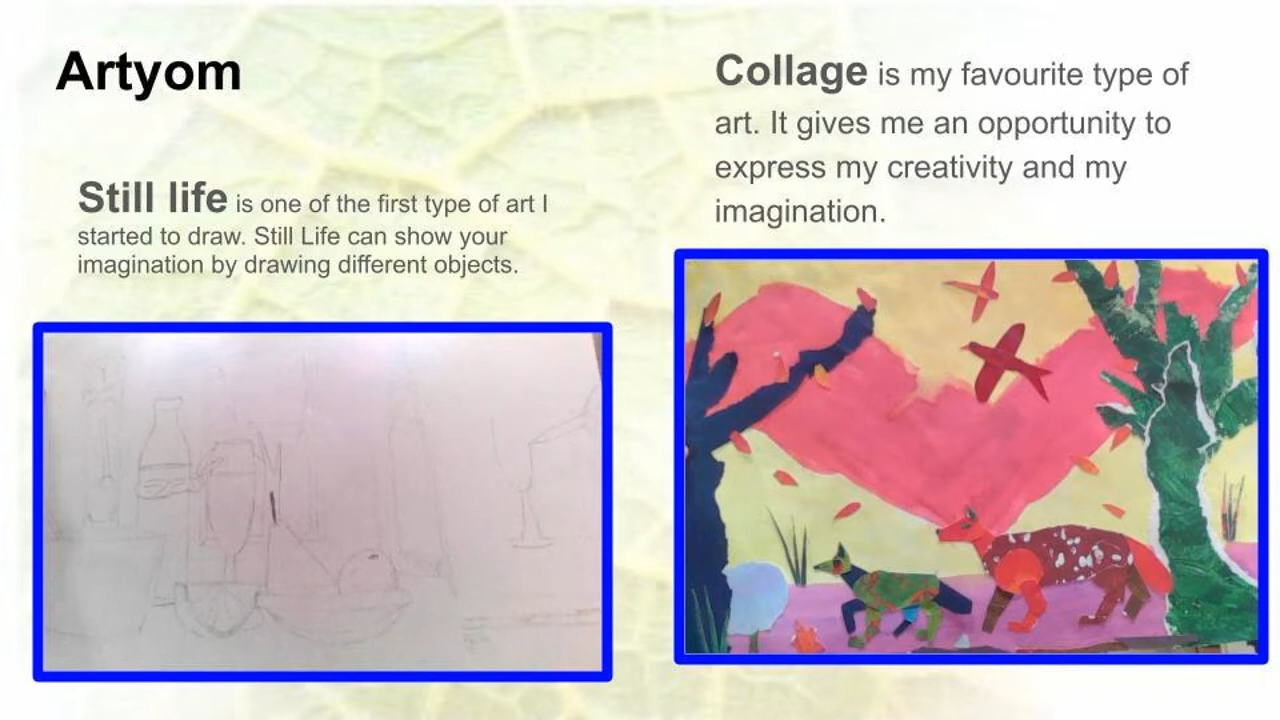 Artyom
Still life is one of the first type of art I
started to draw. Still Life can show your
imagination by drawing different objects.
Collage is my favourite type of
art. It gives me an opportunity to
express my creativity and my
imagination.